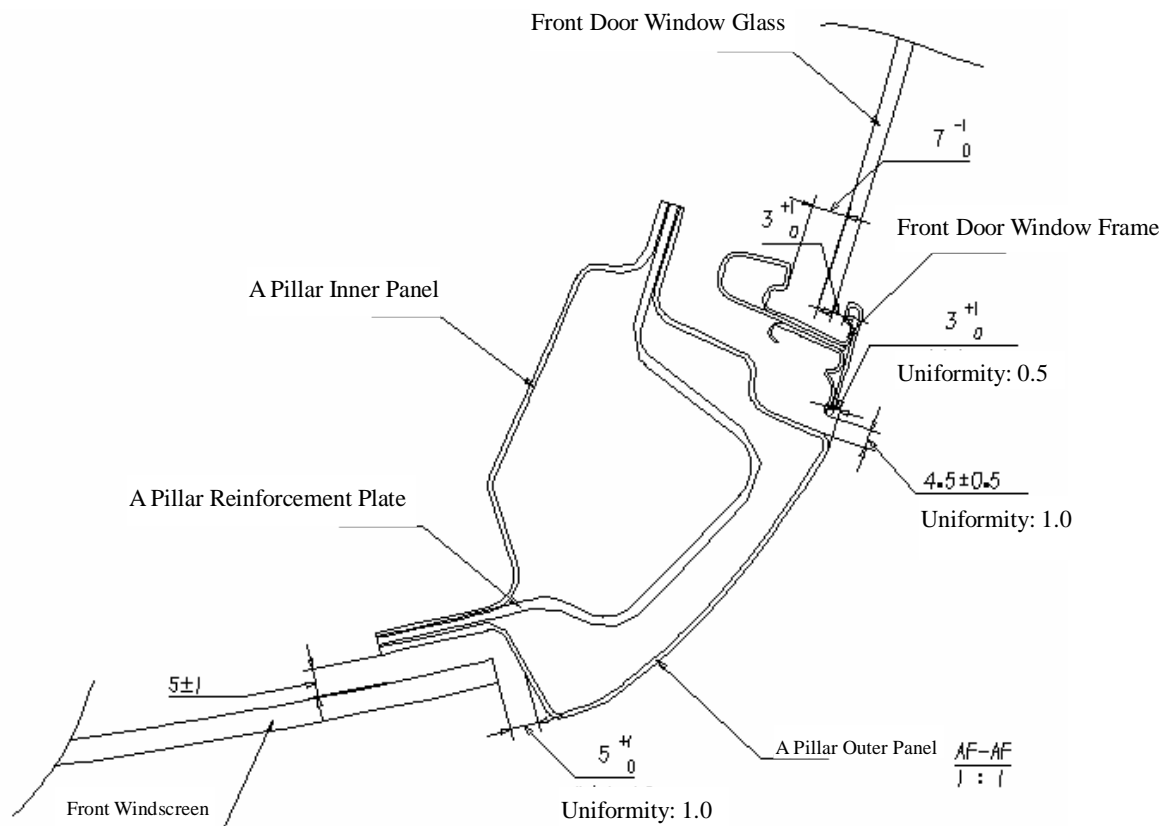 Front Door Window Glass
7 -1 0
3 +1 0
Front Door Window Frame
A Pillar Inner Panel
3 +1 0
Uniformity: 0.5
A Pillar Reinforcement Plate
4.5±0.5
Uniformity: 1.0
5±1
5 +1 0
A Pillar Outer Panel
AF-AF
1 : 1
Front Windscreen
Uniformity: 1.0